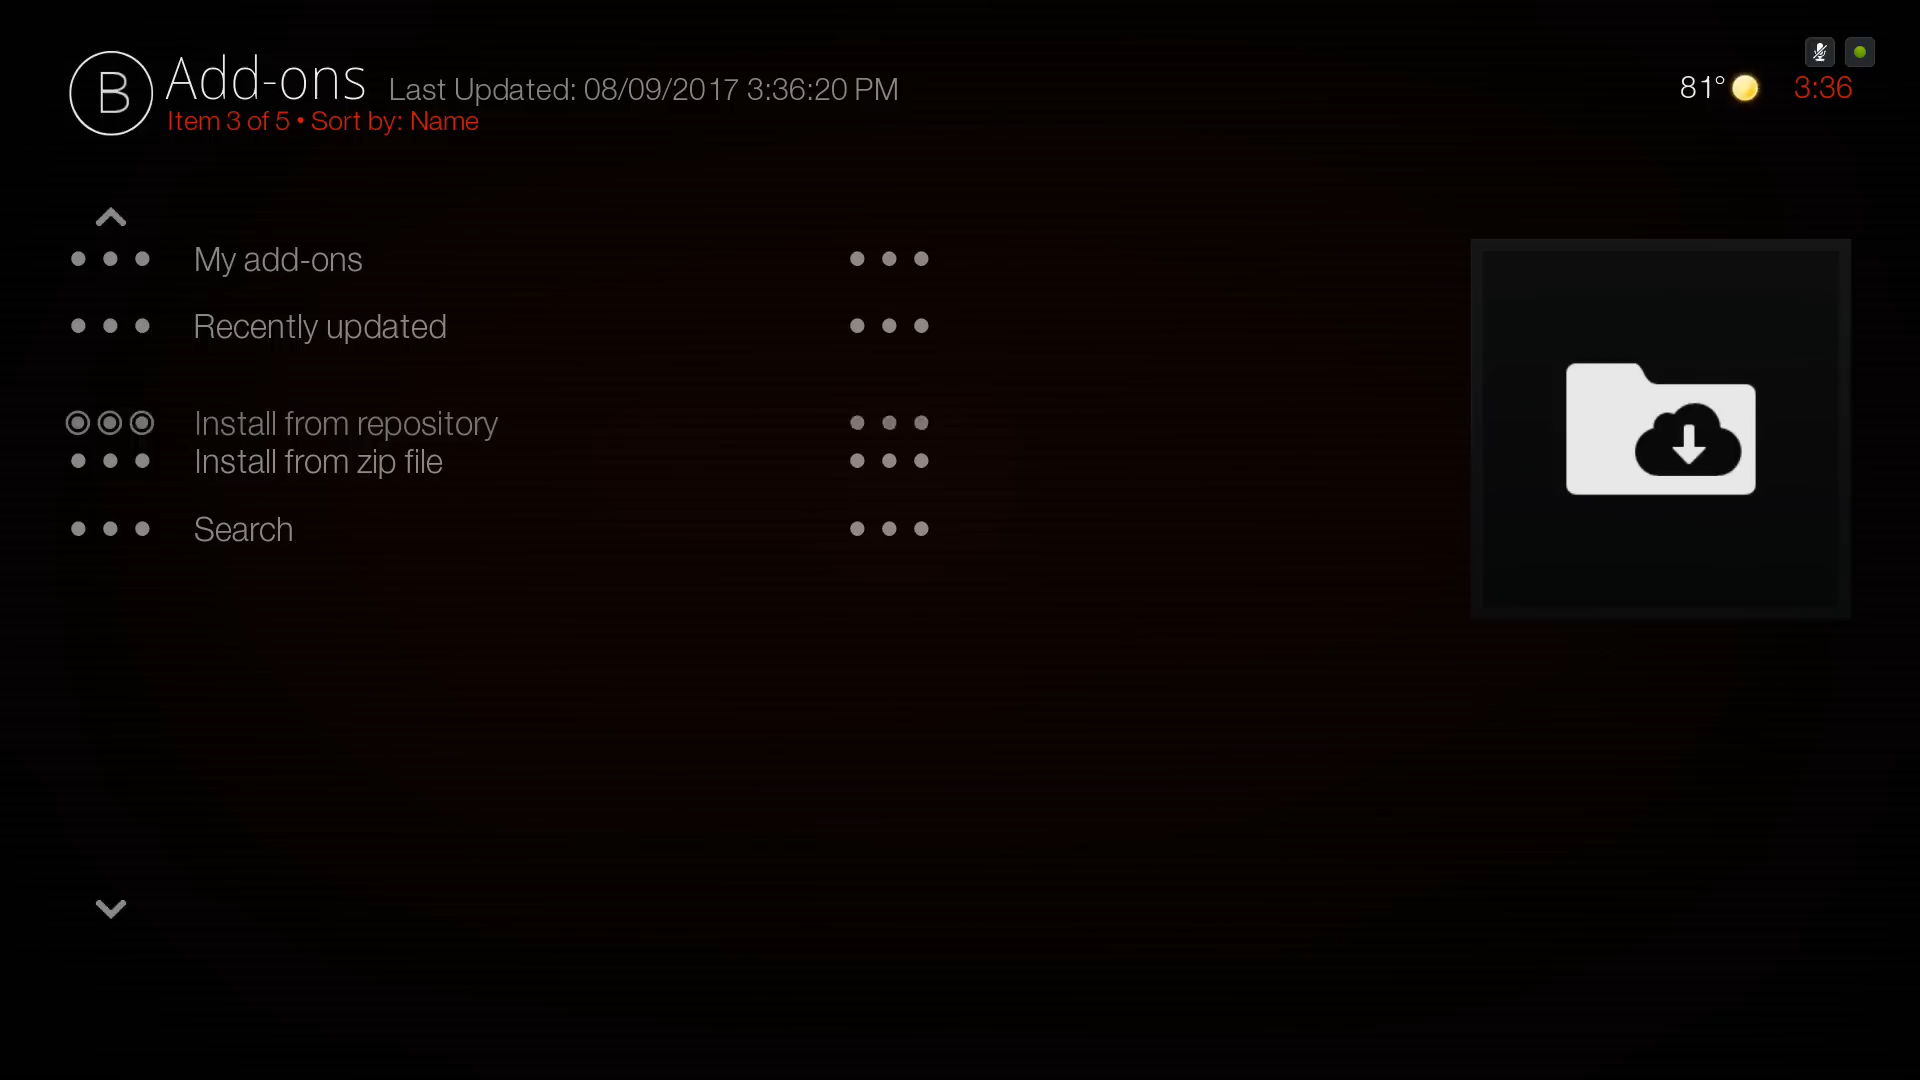 B
Add-ons Last Updated: 08/09/2017 3:36:20 PM
Item 3 of 5 • Sort by: Name
81° 3:36
My add-ons
Recently updated
Install from repository
Install from zip file
Search